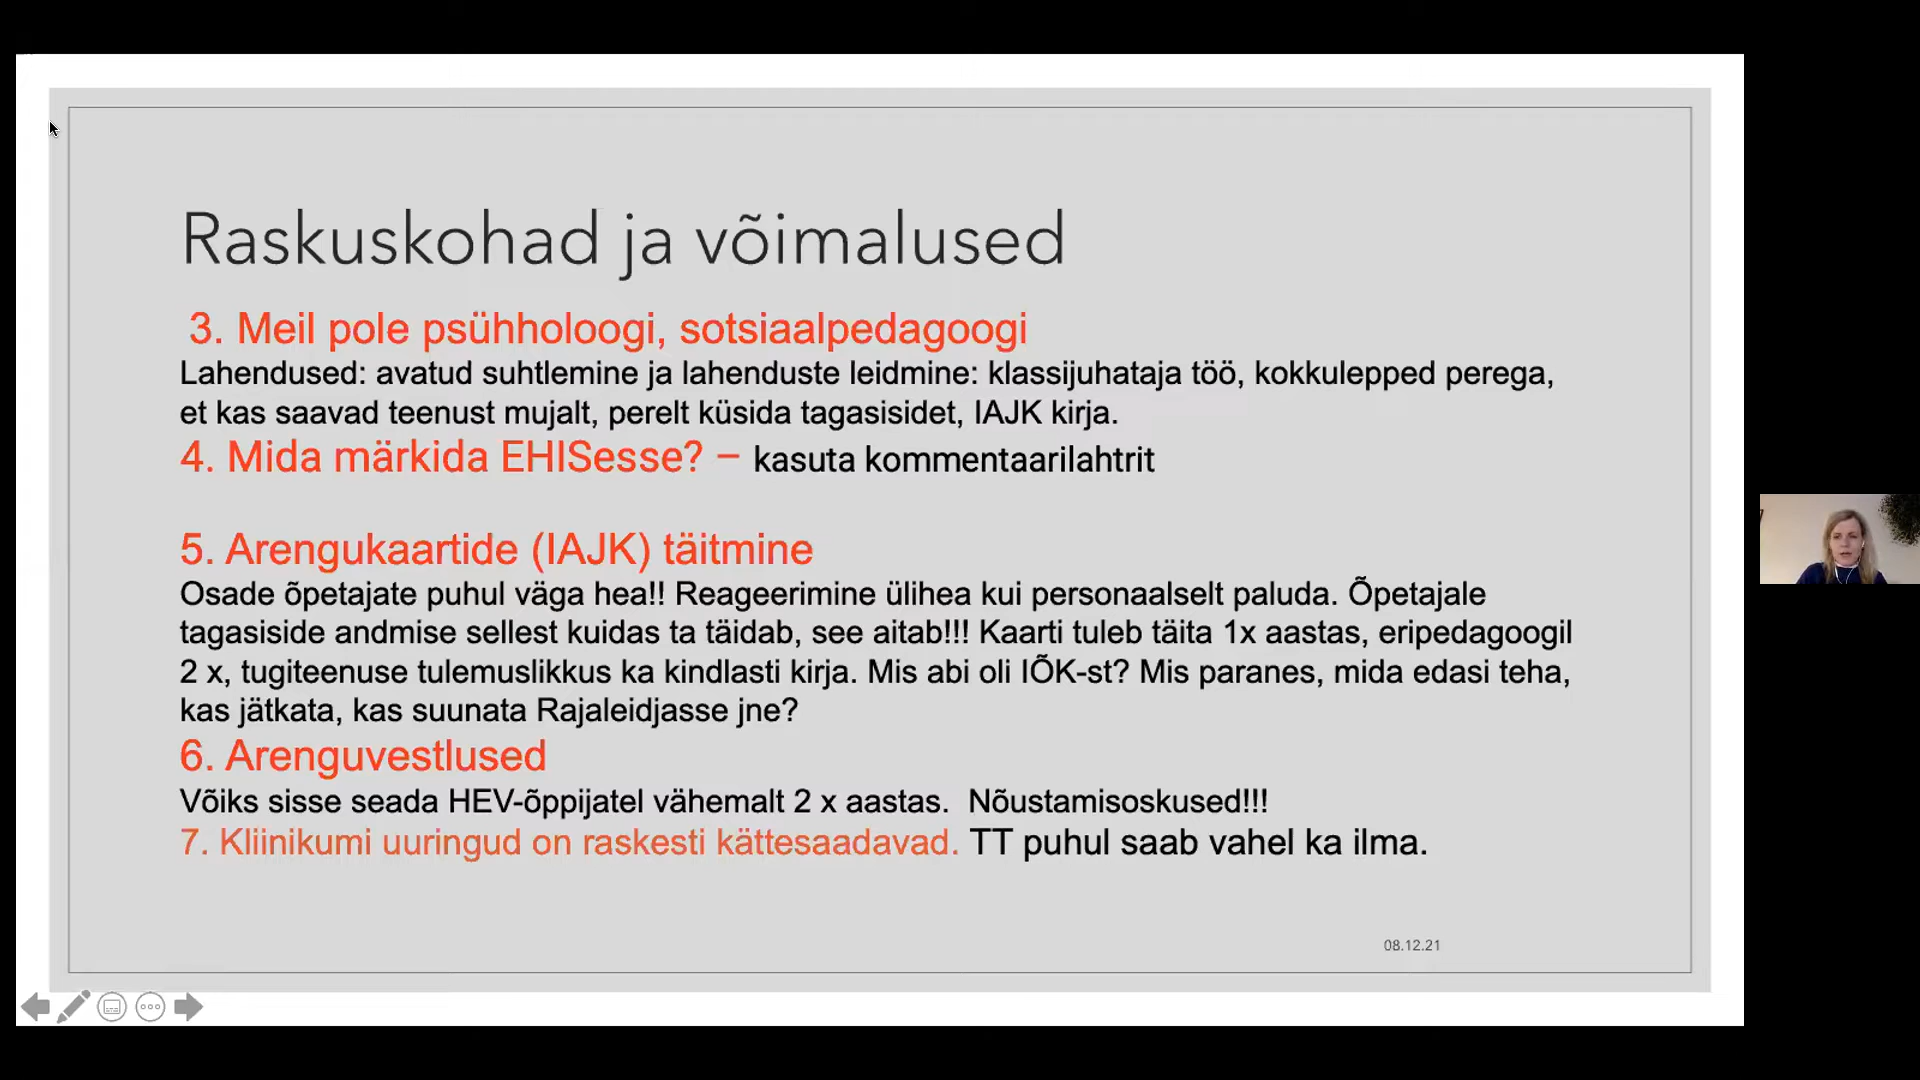 Raskuskohad ja võimalused
3. Meil pole psühholoogi, sotsiaalpedagoogi
Lahendused: avatud suhtlemine ja lahenduste leidmine: klassijuhataja töö, kokkulepped perega,
et kas saavad teenust mujalt, perelt küsida tagasisidet, IAJK kirja.
4. Mida märkida EHISesse? – kasuta kommentaarilahtrit
5. Arengukaartide (IAJK) täitmine
Osade õpetajate puhul väga hea!! Reageerimine ülihea kui personaalselt paluda. Õpetajale
tagasiside andmise sellest kuidas ta täidab, see aitab!!! Kaarti tuleb täita 1x aastas, eripedagoogil
2 x, tugiteenuse tulemuslikkus ka kindlasti kirja. Mis abi oli IÕK-st? Mis paranes, mida edasi teha,
kas jätkata, kas suunata Rajaleidjasse jne?
6. Arenguvestlused
Võiks sisse seada HEV-õppijatel vähemalt 2 x aastas.  Nõustamisoskused!!!
7. Kliinikumi uuringud on raskesti kättesaadavad. TT puhul saab vahel ka ilma.
08.12.21